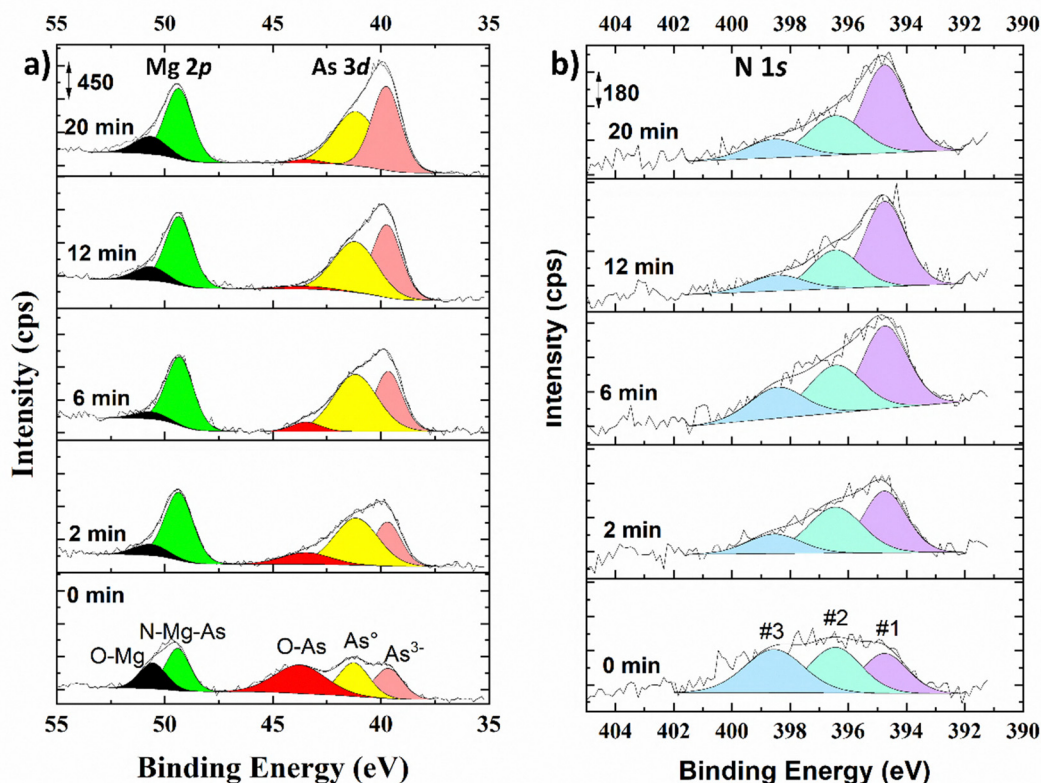 55 50 45 40 35
a)
Mg 2p
As 3d
450
20 min
12 min
6 min
2 min
0 min
N-Mg-As
O-Mg
O-As
As°
As³⁻
55 50 45 40 35
Binding Energy (eV)
Intensity (cps)
404 402 400 398 396 394 392 390
b)
N 1s
180
20 min
12 min
6 min
2 min
0 min
#3
#2
#1
404 402 400 398 396 394 392 390
Binding Energy (eV)
Intensity (cps)